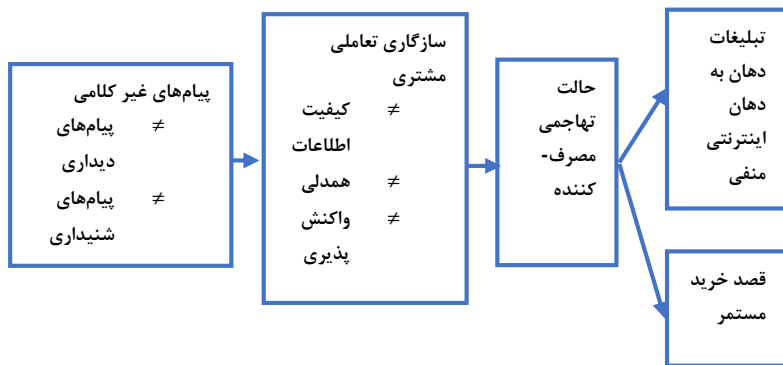 پیام‌های غیر کلامی
≠ پیام‌های
دیداری
≠ پیام‌های
شنیداری
سازگاری تعاملی
مشتری
≠ کیفیت
اطلاعات
≠ همدلی
≠ واکنش
پذیری
حالت
تهاجمی
مصرف-
کننده
تبلیغات
دهان به
دهان
اینترنتی
منفی
قصد خرید
مستمر